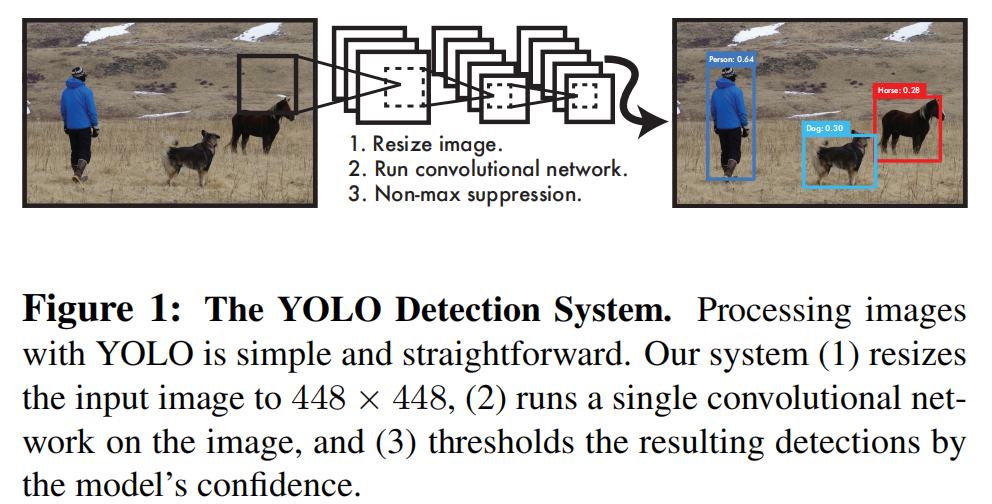 Person: 0.64
Horse: 0.28
Dog: 0.30
1. Resize image.
2. Run convolutional network.
3. Non-max suppression.
Figure 1: The YOLO Detection System. Processing images
with YOLO is simple and straightforward. Our system (1) resizes
the input image to 448 × 448, (2) runs a single convolutional net-
work on the image, and (3) thresholds the resulting detections by
the model’s confidence.